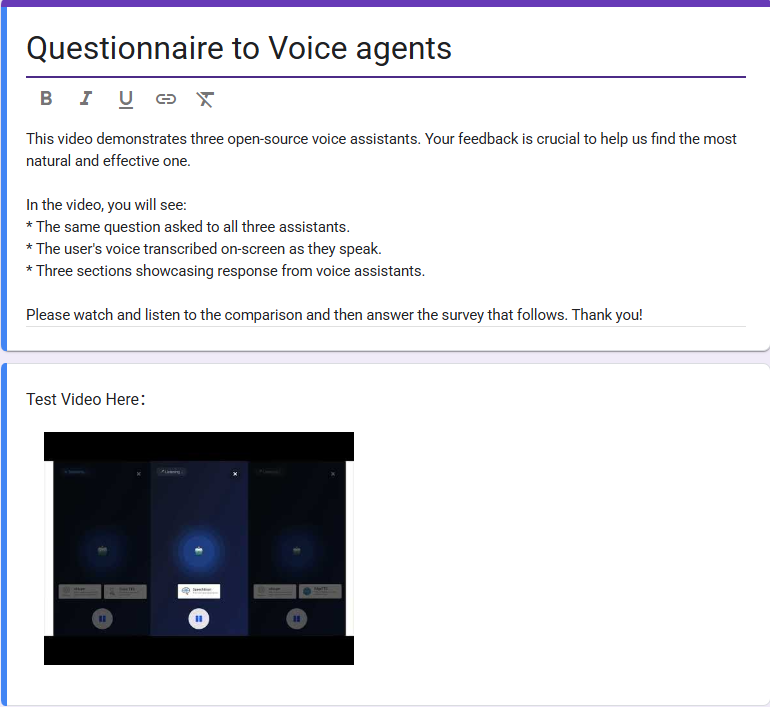 Questionnaire to Voice agents
B I U
This video demonstrates three open-source voice assistants. Your feedback is crucial to help us find the most
natural and effective one.
In the video, you will see:
* The same question asked to all three assistants.
* The user's voice transcribed on-screen as they speak.
* Three sections showcasing response from voice assistants.
Please watch and listen to the comparison and then answer the survey that follows. Thank you!
Test Video Here：